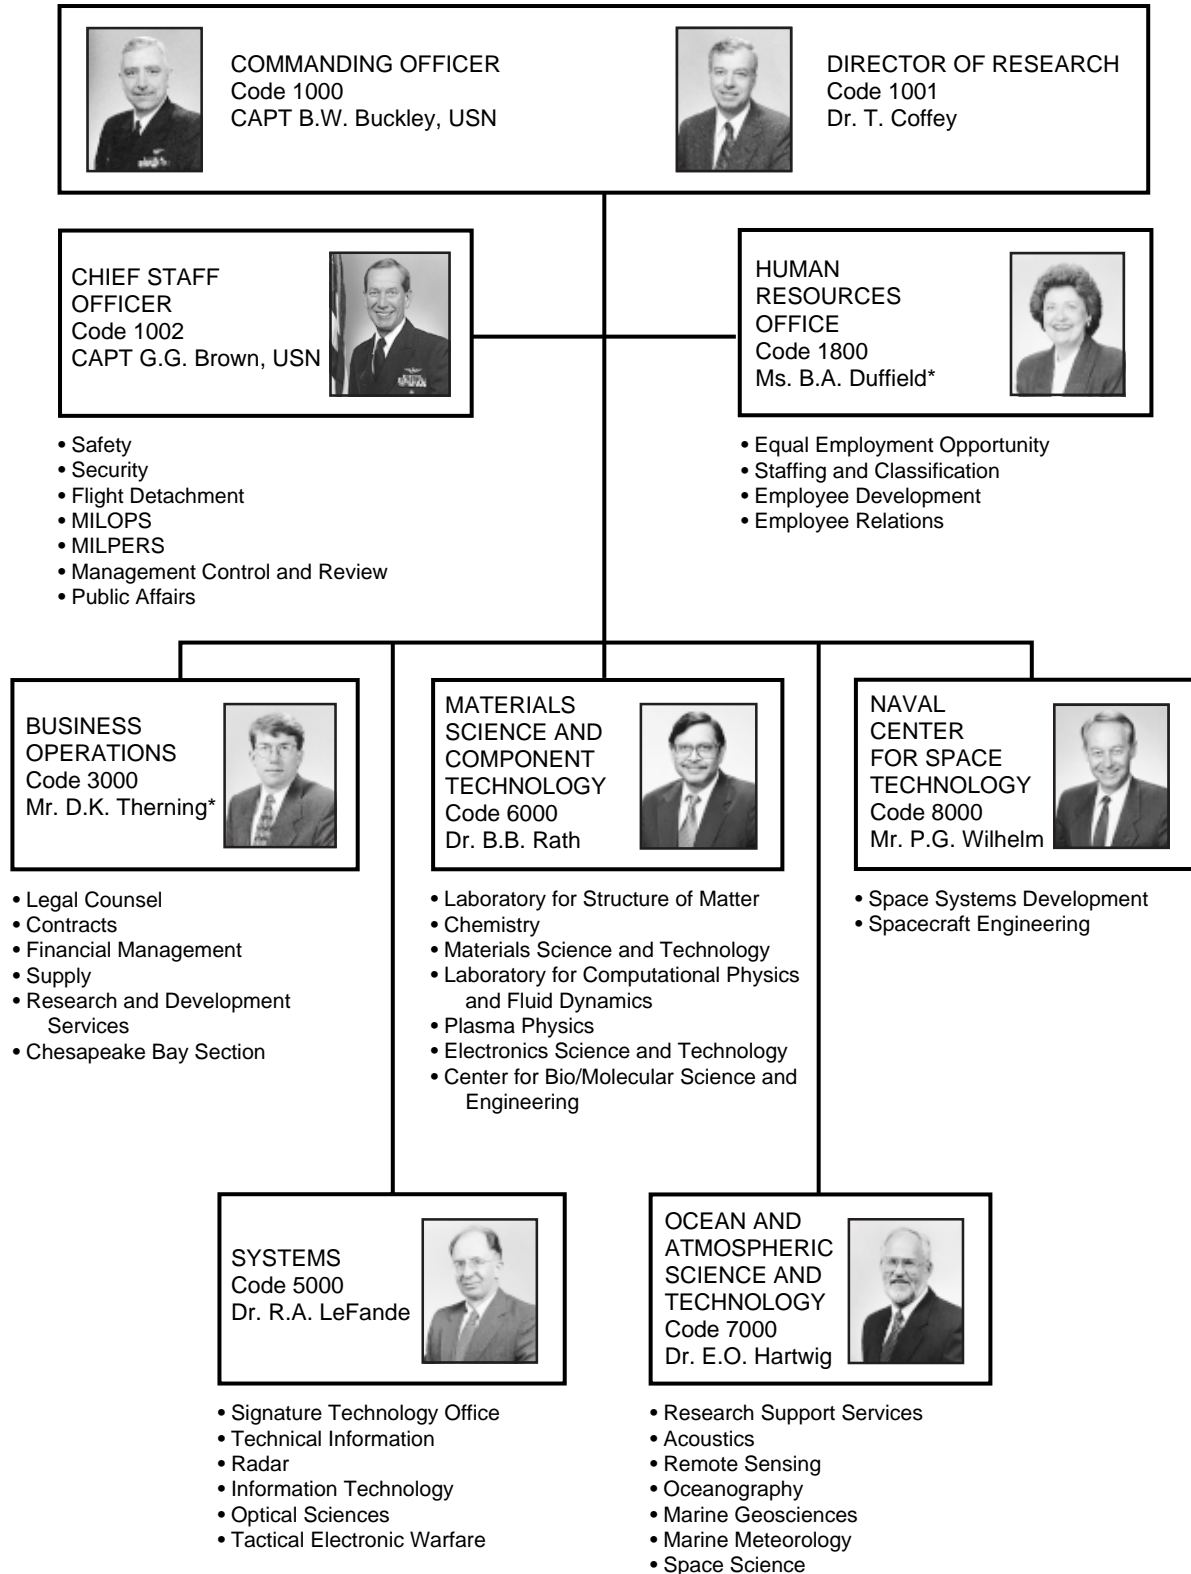 COMMANDING OFFICER
Code 1000
CAPT B.W. Buckley, USN
DIRECTOR OF RESEARCH
Code 1001
Dr. T. Coffey
CHIEF STAFF
OFFICER
Code 1002
CAPT G.G. Brown, USN
HUMAN
RESOURCES
OFFICE
Code 1800
Ms. B.A. Duffield*
• Safety
• Security
• Flight Detachment
• MILOPS
• MILPERS
• Management Control and Review
• Public Affairs
• Equal Employment Opportunity
• Staffing and Classification
• Employee Development
• Employee Relations
BUSINESS
OPERATIONS
Code 3000
Mr. D.K. Therning*
MATERIALS
SCIENCE AND
COMPONENT
TECHNOLOGY
Code 6000
Dr. B.B. Rath
NAVAL
CENTER
FOR SPACE
TECHNOLOGY
Code 8000
Mr. P.G. Wilhelm
• Legal Counsel
• Contracts
• Financial Management
• Supply
• Research and Development
Services
• Chesapeake Bay Section
• Laboratory for Structure of Matter
• Chemistry
• Materials Science and Technology
• Laboratory for Computational Physics
and Fluid Dynamics
• Plasma Physics
• Electronics Science and Technology
• Center for Bio/Molecular Science and
Engineering
• Space Systems Development
• Spacecraft Engineering
SYSTEMS
Code 5000
Dr. R.A. LeFande
OCEAN AND
ATMOSPHERIC
SCIENCE AND
TECHNOLOGY
Code 7000
Dr. E.O. Hartwig
• Signature Technology Office
• Technical Information
• Radar
• Information Technology
• Optical Sciences
• Tactical Electronic Warfare
• Research Support Services
• Acoustics
• Remote Sensing
• Oceanography
• Marine Geosciences
• Marine Meteorology
• Space Science